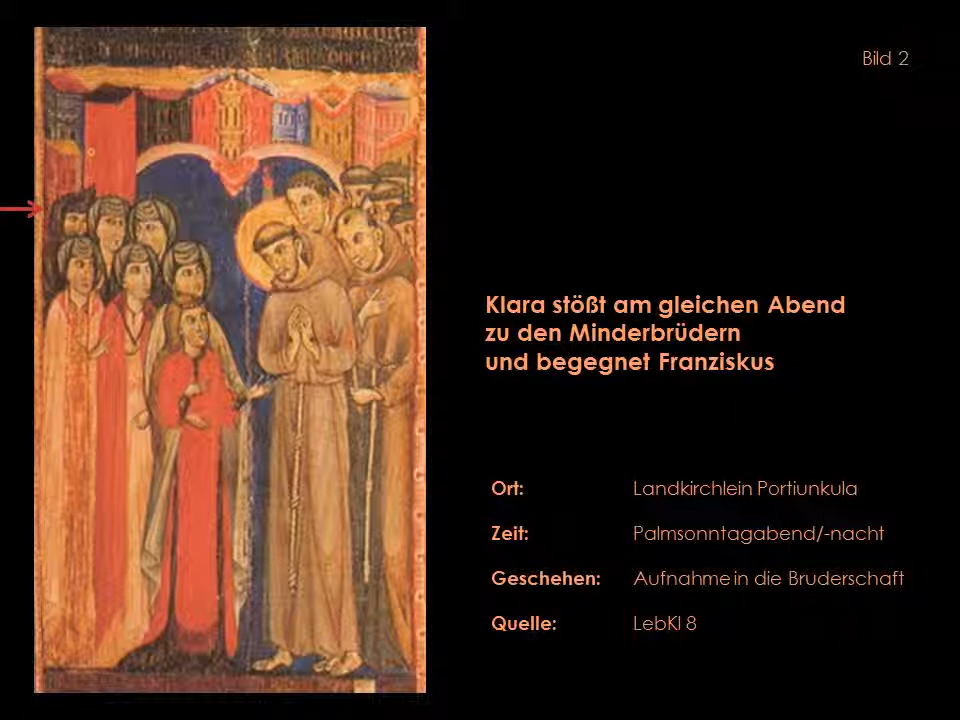 Bild 2
Klara stößt am gleichen Abend
zu den Minderbrüdern
und begegnet Franziskus
Ort: Landkirchlein Portiunkula
Zeit: Palmsonntagabend/-nacht
Geschehen: Aufnahme in die Bruderschaft
Quelle: LebKl 8